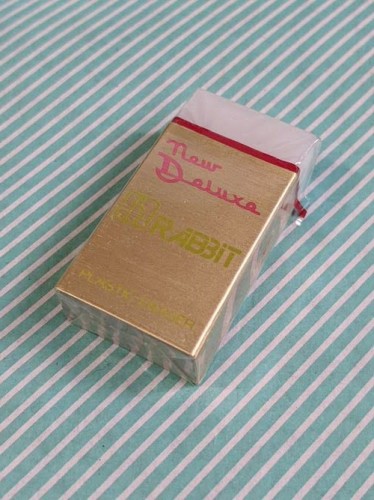 New
Deluxe
RABBIT
PLASTIC ERASER